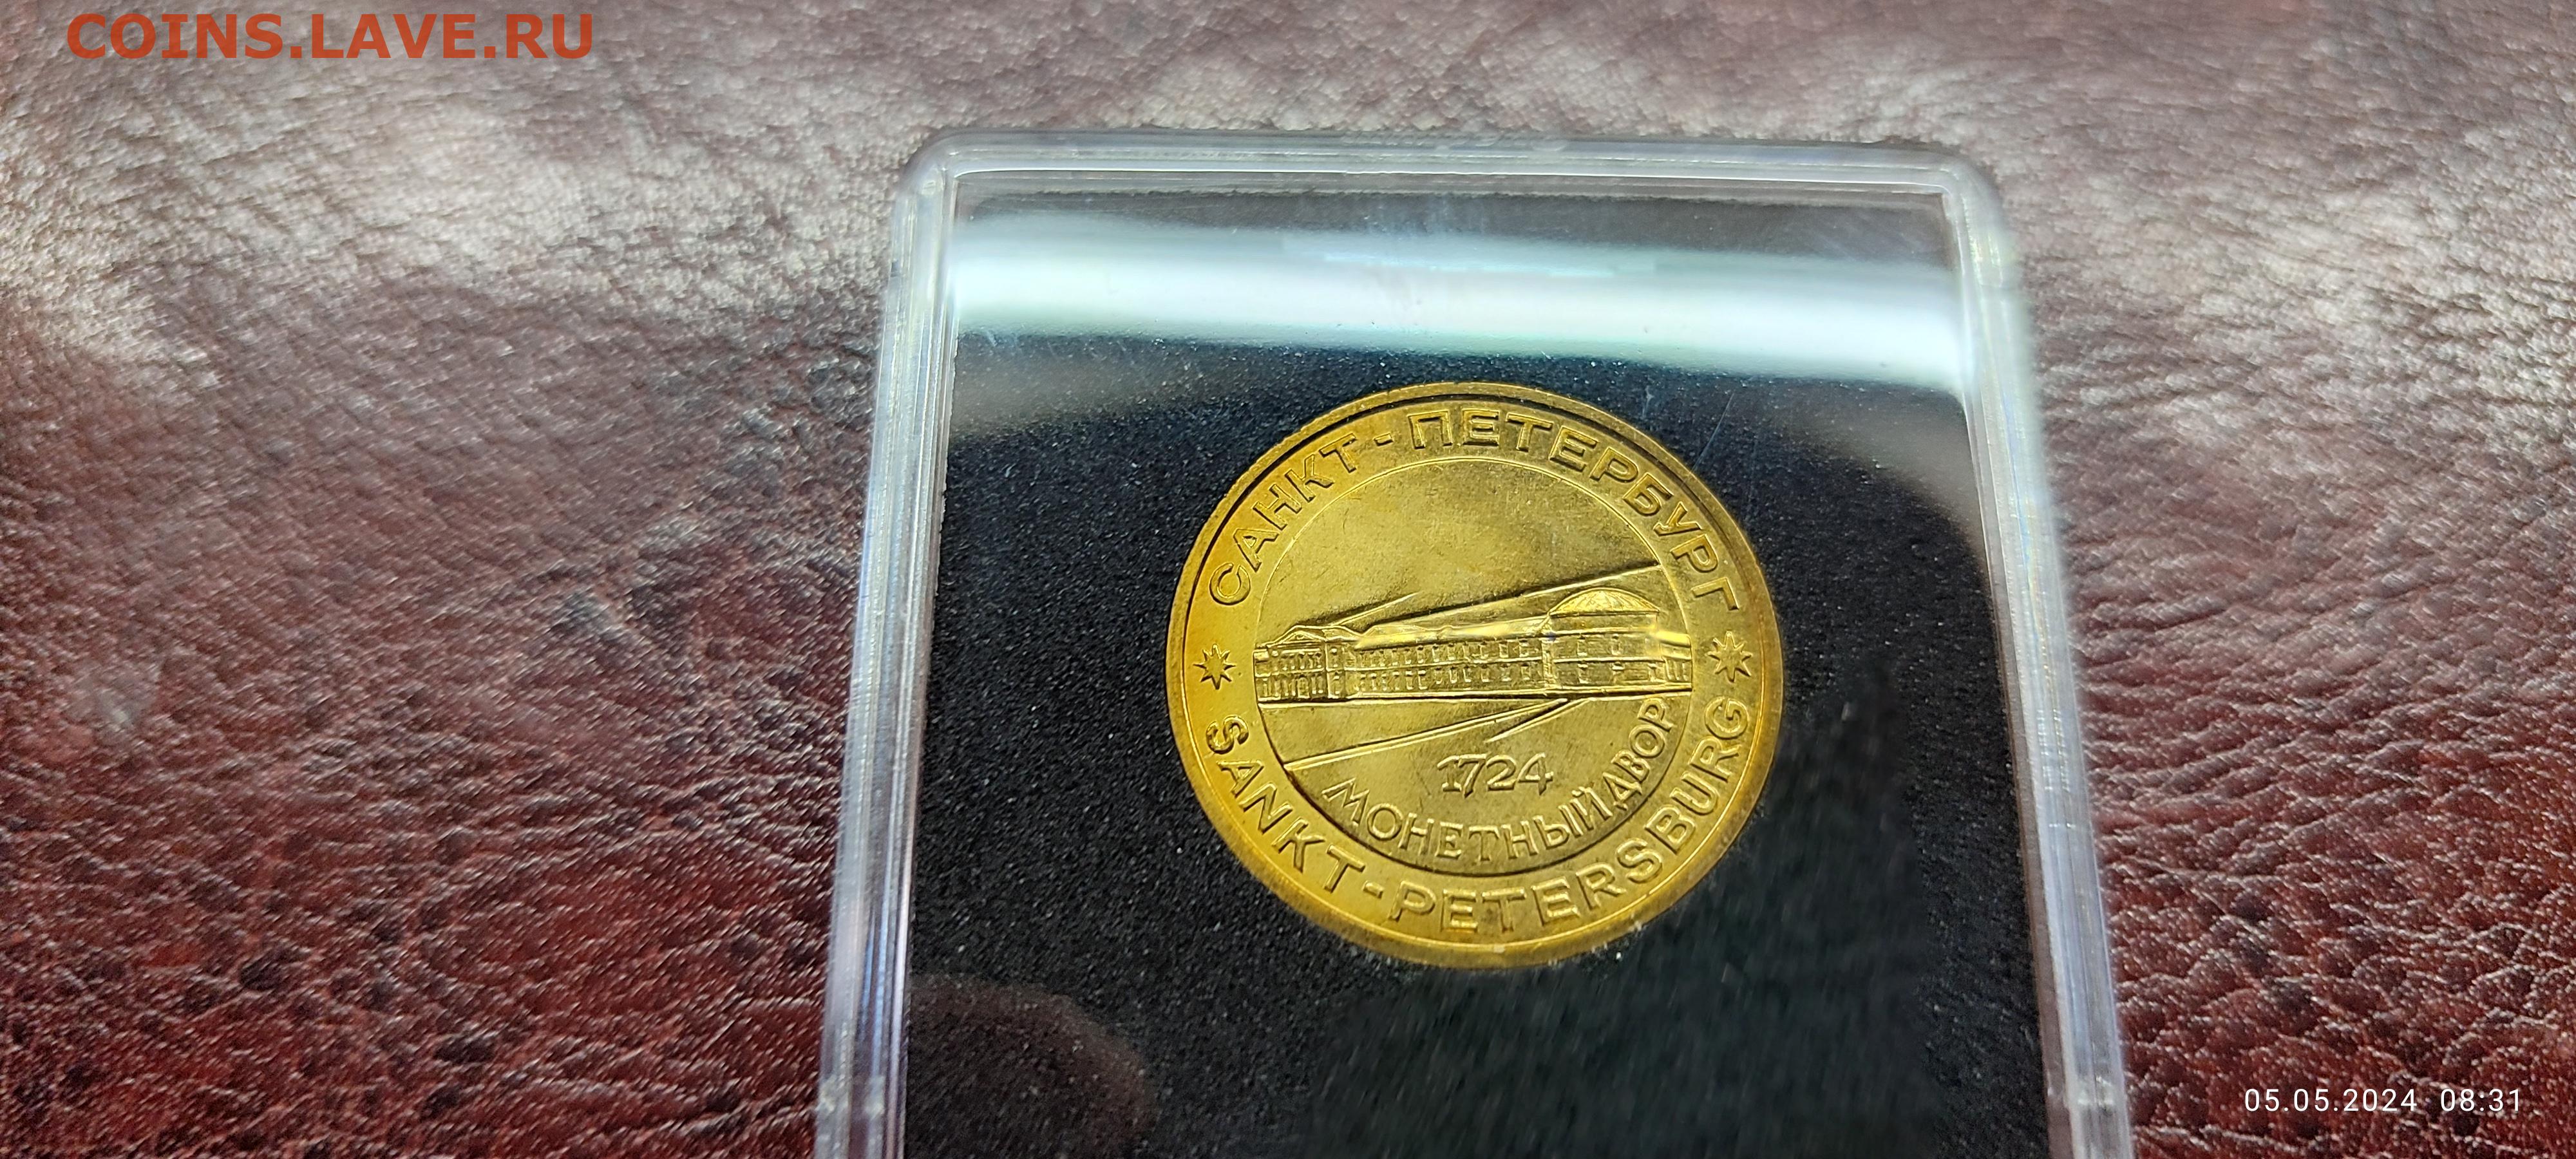 COINS.LAVE.RU
САНКТ-ПЕТЕРБУРГ
1724
МОНЕТНЫЙ ДВОР
SANKT-PETERSBURG
05.05.2024 08:31